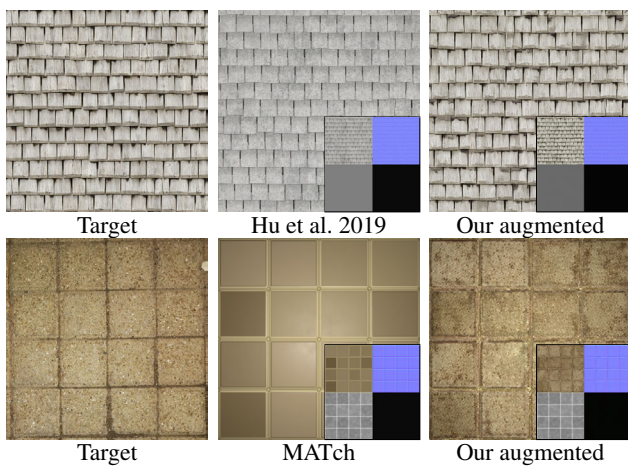 Target
Hu et al. 2019
Our augmented
Target
MATch
Our augmented